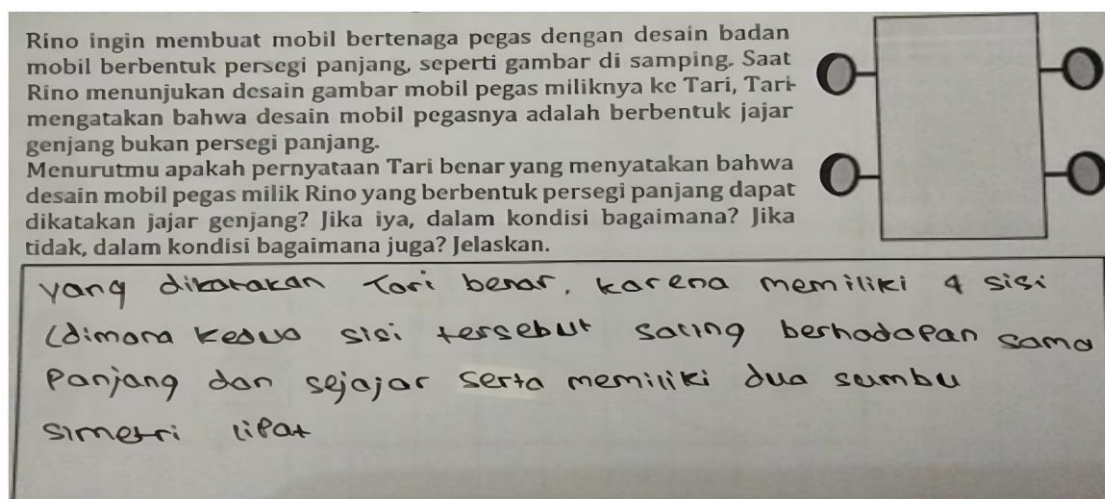 Rino ingin membuat mobil bertenaga pegas dengan desain badan
mobil berbentuk persegi panjang, seperti gambar di samping. Saat
Rino menunjukan desain gambar mobil pegas miliknya ke Tari, Tari
mengatakan bahwa desain mobil pegasnya adalah berbentuk jajar
genjang bukan persegi panjang.
Menurutmu apakah pernyataan Tari benar yang menyatakan bahwa
desain mobil pegas milik Rino yang berbentuk persegi panjang dapat
dikatakan jajar genjang? Jika iya, dalam kondisi bagaimana? Jika
tidak, dalam kondisi bagaimana juga? Jelaskan.
yang dikatakan Tari benar. karena memiliki 4 sisi
(dimana kedua sisi tersebut saling berhadapan sama
Panjang dan sejajar serta memiliki dua sumbu
simetri lipat